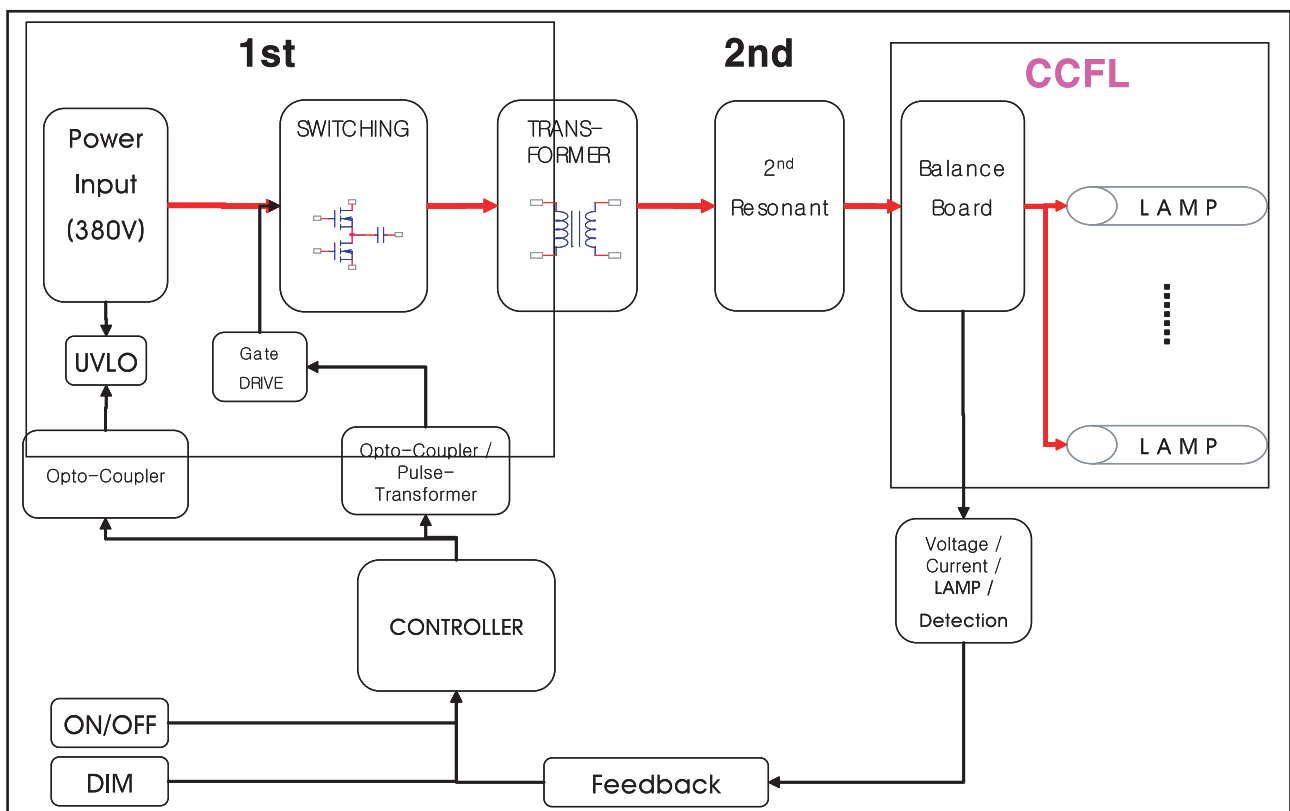 1st
2nd
CCFL
Power
Input
(380V)
SWITCHING
TRANS-
FORMER
2nd
Resonant
Balance
Board
LAMP
UVLO
Gate
DRIVE
LAMP
Opto-Coupler
Opto-Coupler /
Pulse-
Transformer
Voltage /
Current /
LAMP /
Detection
CONTROLLER
ON/OFF
DIM
Feedback